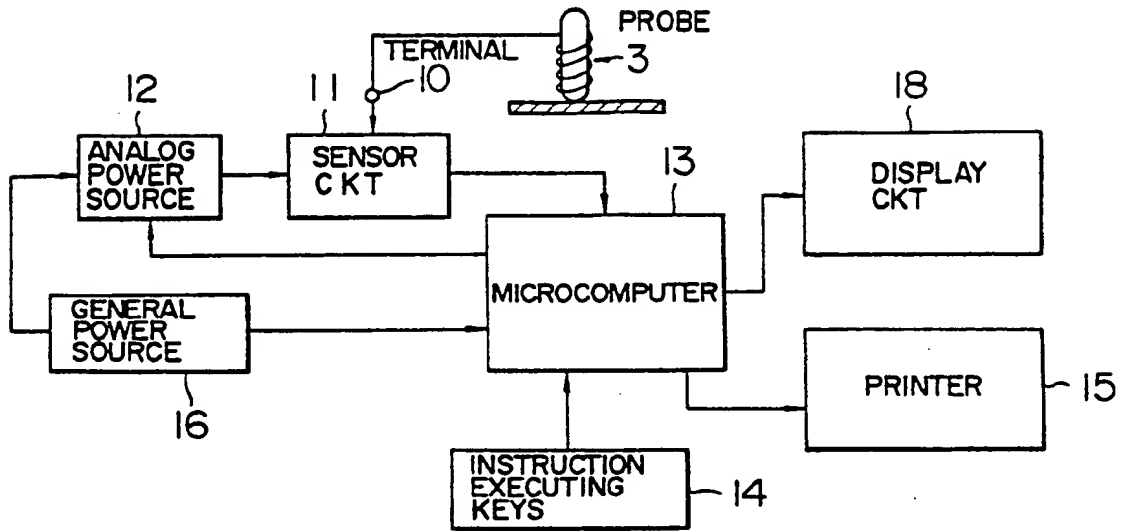 PROBE
TERMINAL
3
10
12
11
18
ANALOG
POWER
SOURCE
SENSOR
CKT
13
DISPLAY
CKT
MICROCOMPUTER
GENERAL
POWER
SOURCE
PRINTER
15
16
INSTRUCTION
EXECUTING
KEYS
14